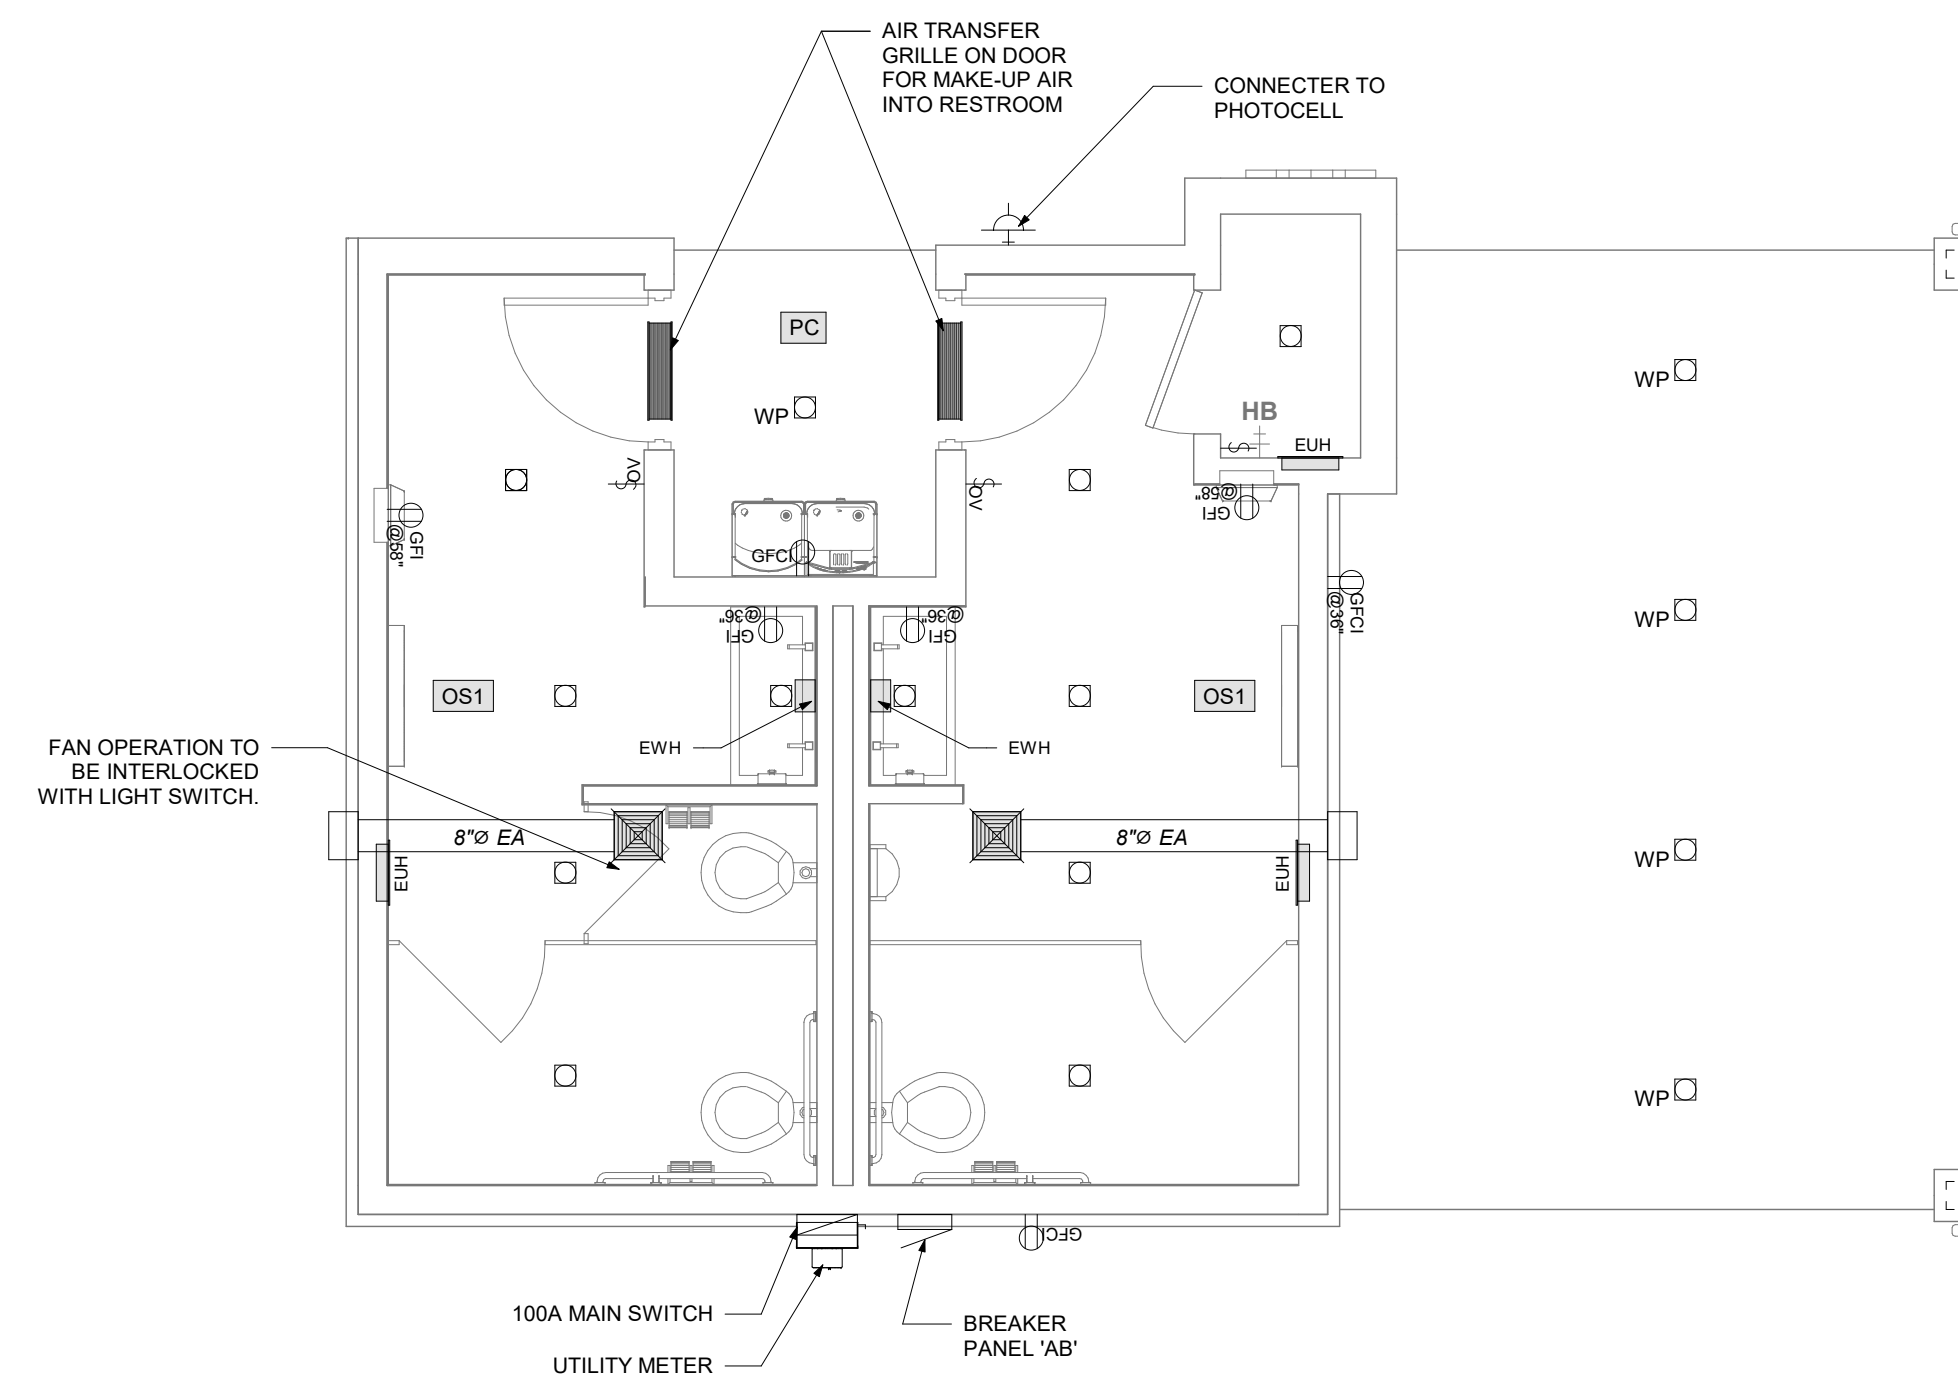 AIR TRANSFER
GRILLE ON DOOR
FOR MAKE-UP AIR
INTO RESTROOM
CONNECTER TO
PHOTOCELL
PC
WP
WP
HB
$
EUH
$OV
$OV
GFI
@58"
GFI
@58"
GFCI
GFI
@36"
GFI
@36"
GFCI
@36"
WP
OS1
OS1
EWH
EWH
FAN OPERATION TO
BE INTERLOCKED
WITH LIGHT SWITCH.
8"Ø EA
8"Ø EA
EUH
EUH
WP
WP
GFCI
100A MAIN SWITCH
UTILITY METER
BREAKER
PANEL 'AB'